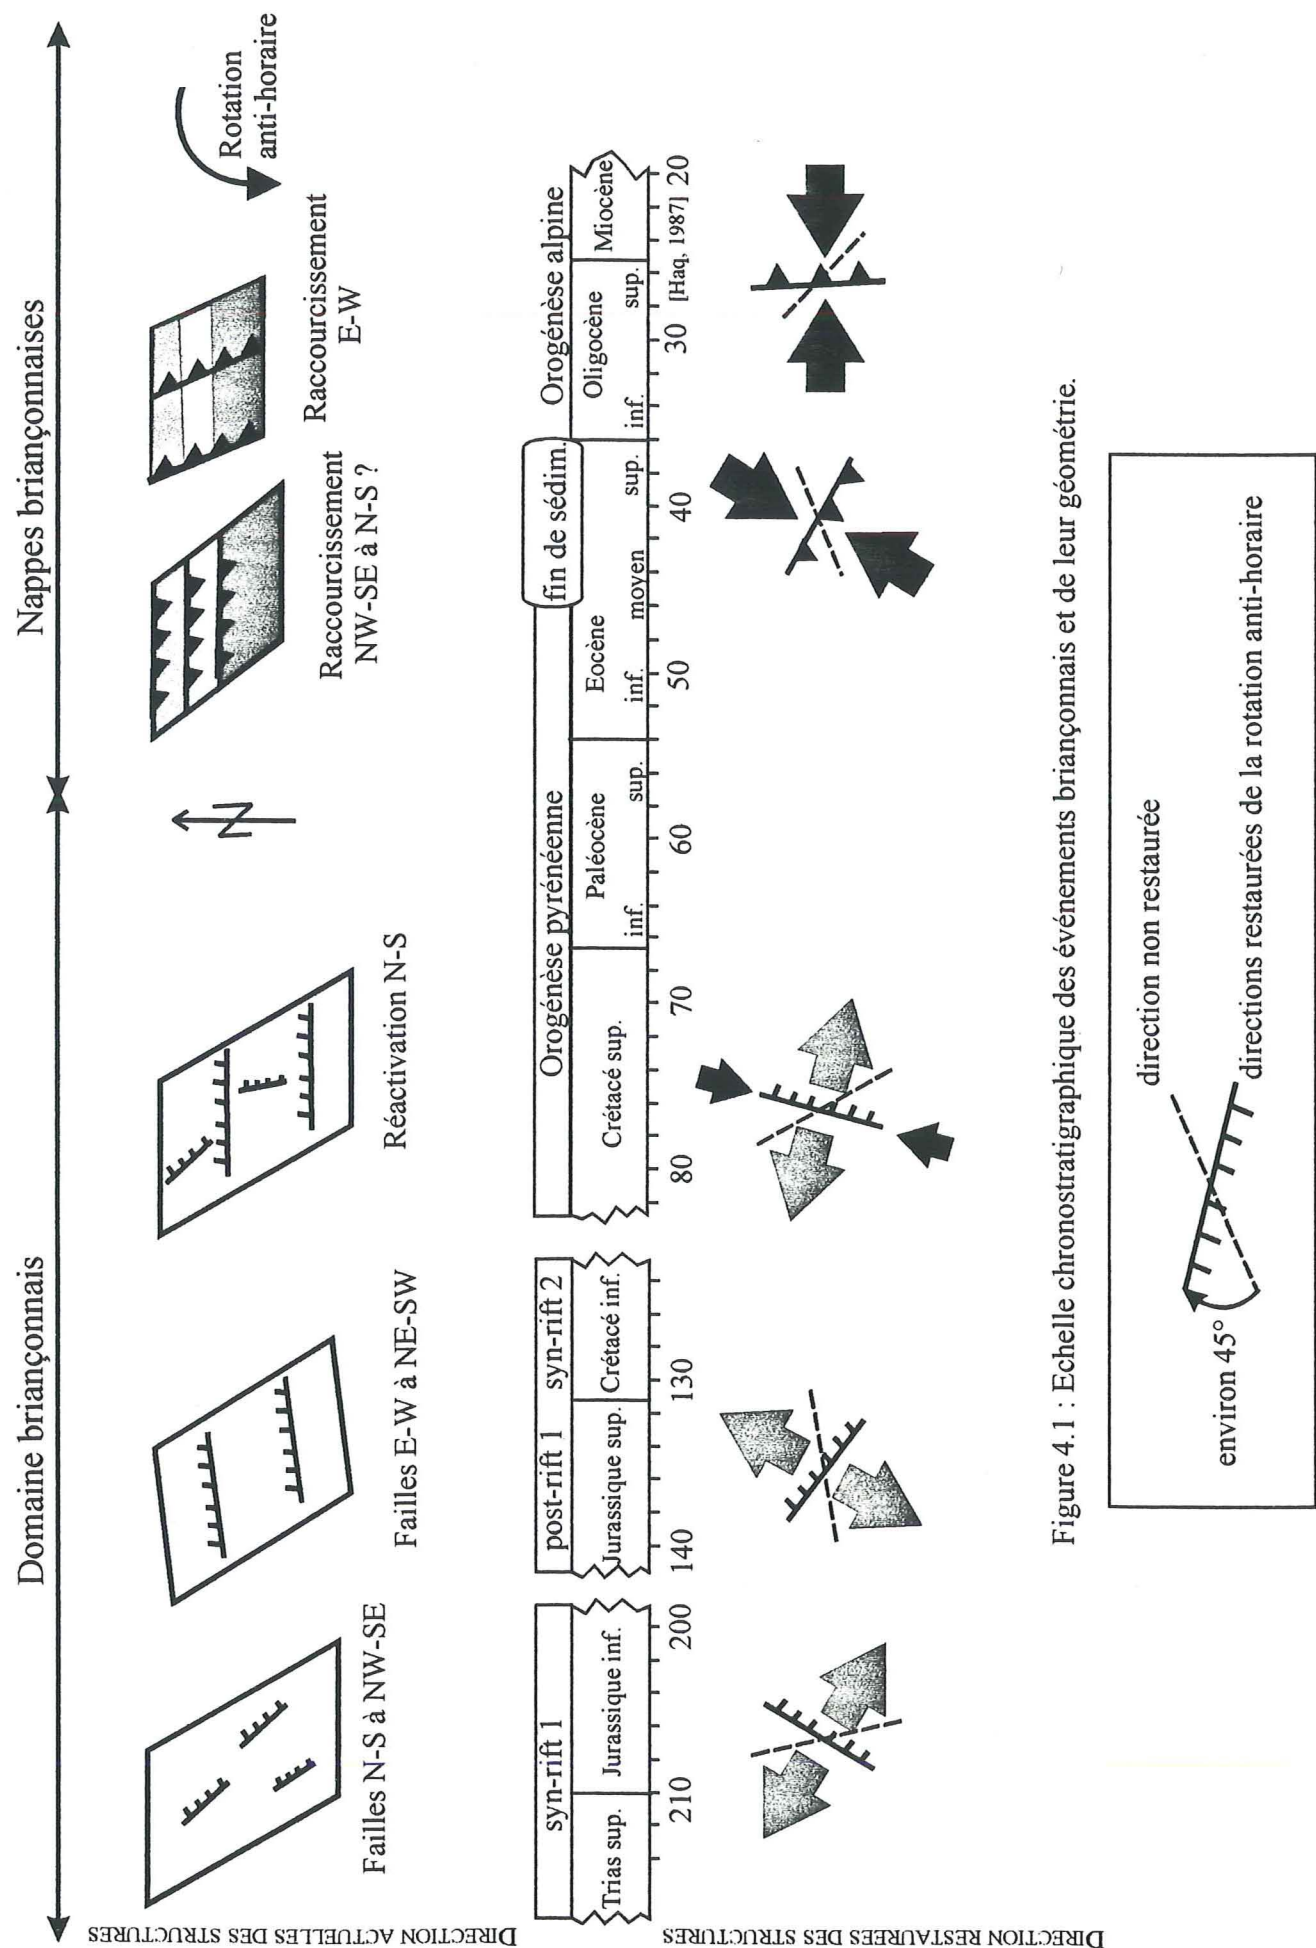 Domaine briançonnais
Nappes briançonnaises
DIRECTION ACTUELLES DES STRUCTURES
Failles N-S à NW-SE
Failles E-W à NE-SW
Réactivation N-S
N
Raccourcissement
NW-SE à N-S ?
Raccourcissement
E-W
Rotation
anti-horaire
syn-rift 1
post-rift 1
syn-rift 2
Orogénèse pyrénéenne
fin de sédim.
Orogénèse alpine
Trias sup.
Jurassique inf.
Jurassique sup.
Crétacé inf.
Crétacé sup.
Paléocène
inf.
sup.
Eocène
inf.
moyen
sup.
Oligocène
inf.
sup.
Miocène
210
200
140
130
80
70
60
50
40
30
[Haq, 1987]
20
DIRECTION RESTAURÉES DES STRUCTURES
Figure 4.1 : Echelle chronostratigraphique des événements briançonnais et de leur géométrie.
environ 45°
direction non restaurée
directions restaurées de la rotation anti-horaire